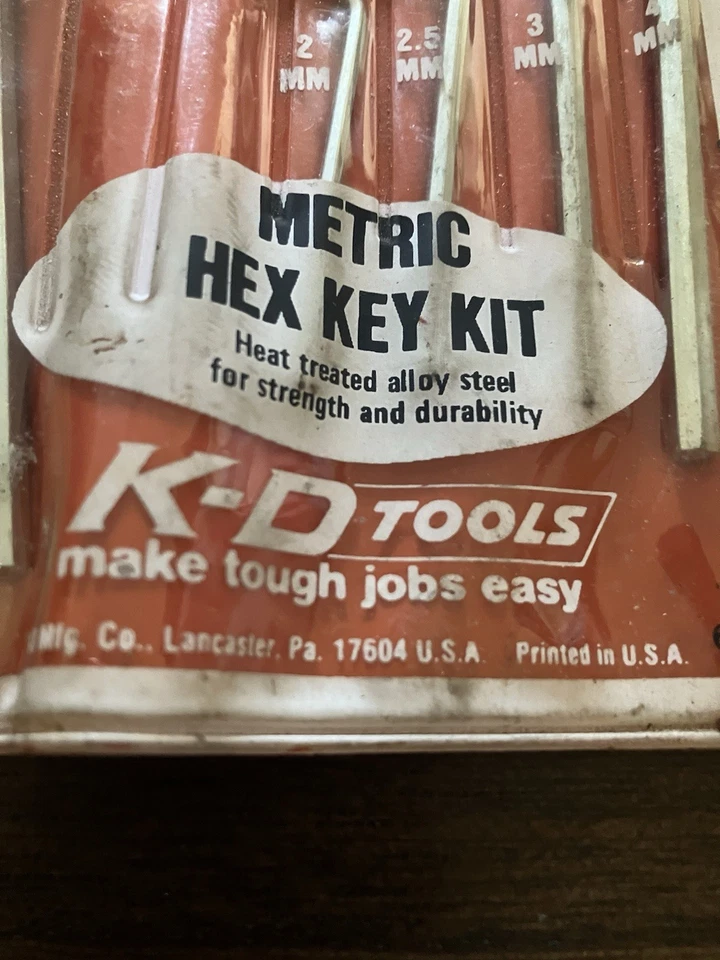 2 2.5 3 4
MM MM MM MM
METRIC
HEX KEY KIT
Heat treated alloy steel
for strength and durability
K-D TOOLS
make tough jobs easy
Mfg. Co., Lancaster, Pa. 17604 U.S.A. Printed in U.S.A.